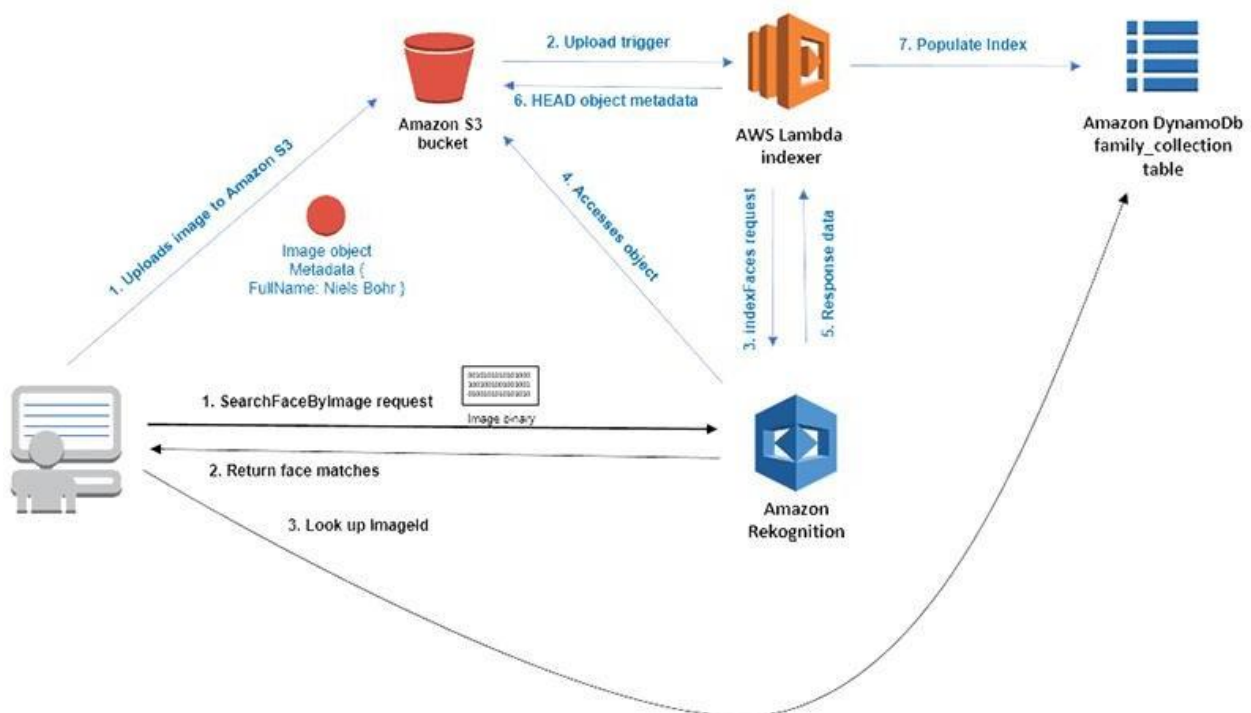 2. Upload trigger
7. Populate Index
6. HEAD object metadata
Amazon S3
bucket
AWS Lambda
indexer
Amazon DynamoDb
family_collection
table
1. Uploads image to Amazon S3
4. Accesses object
3. indexFaces request
5. Response data
Image object
Metadata {
FullName: Niels Bohr }
1. SearchFaceByImage request
Image binary
2. Return face matches
3. Look up ImageId
Amazon
Rekognition